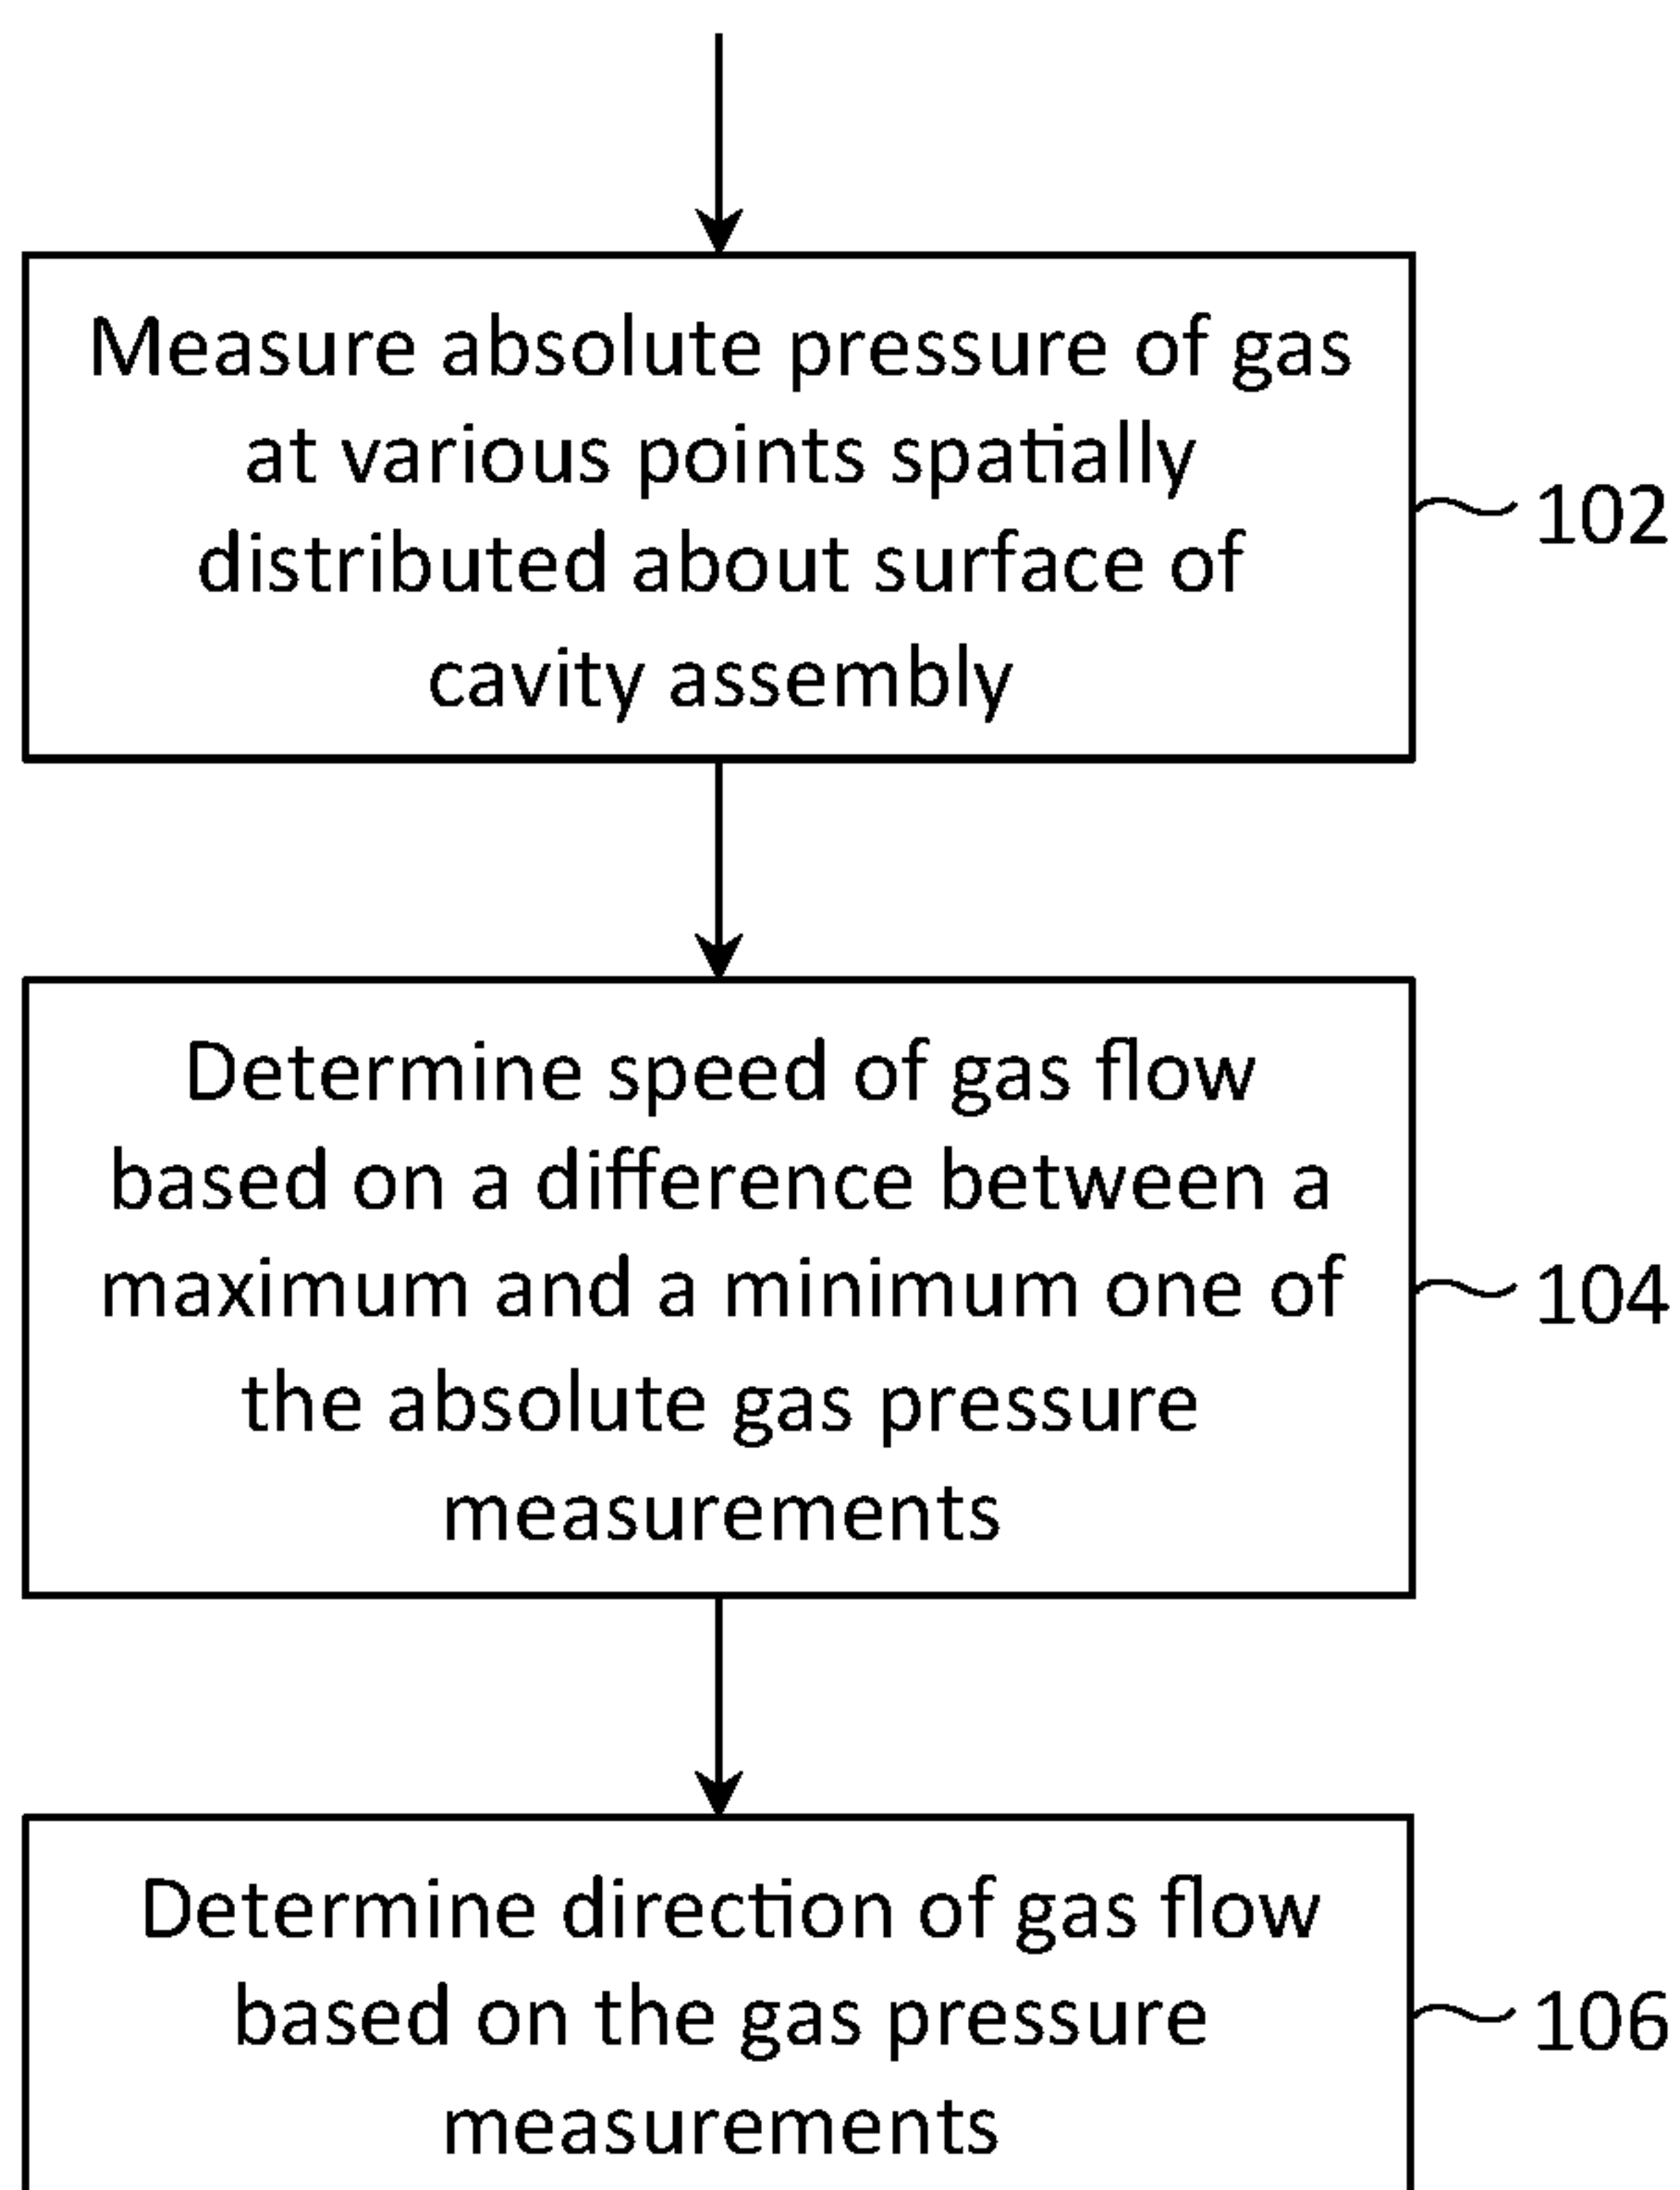 Measure absolute pressure of gas
at various points spatially
distributed about surface of
cavity assembly
102
Determine speed of gas flow
based on a difference between a
maximum and a minimum one of
the absolute gas pressure
measurements
104
Determine direction of gas flow
based on the gas pressure
measurements
106